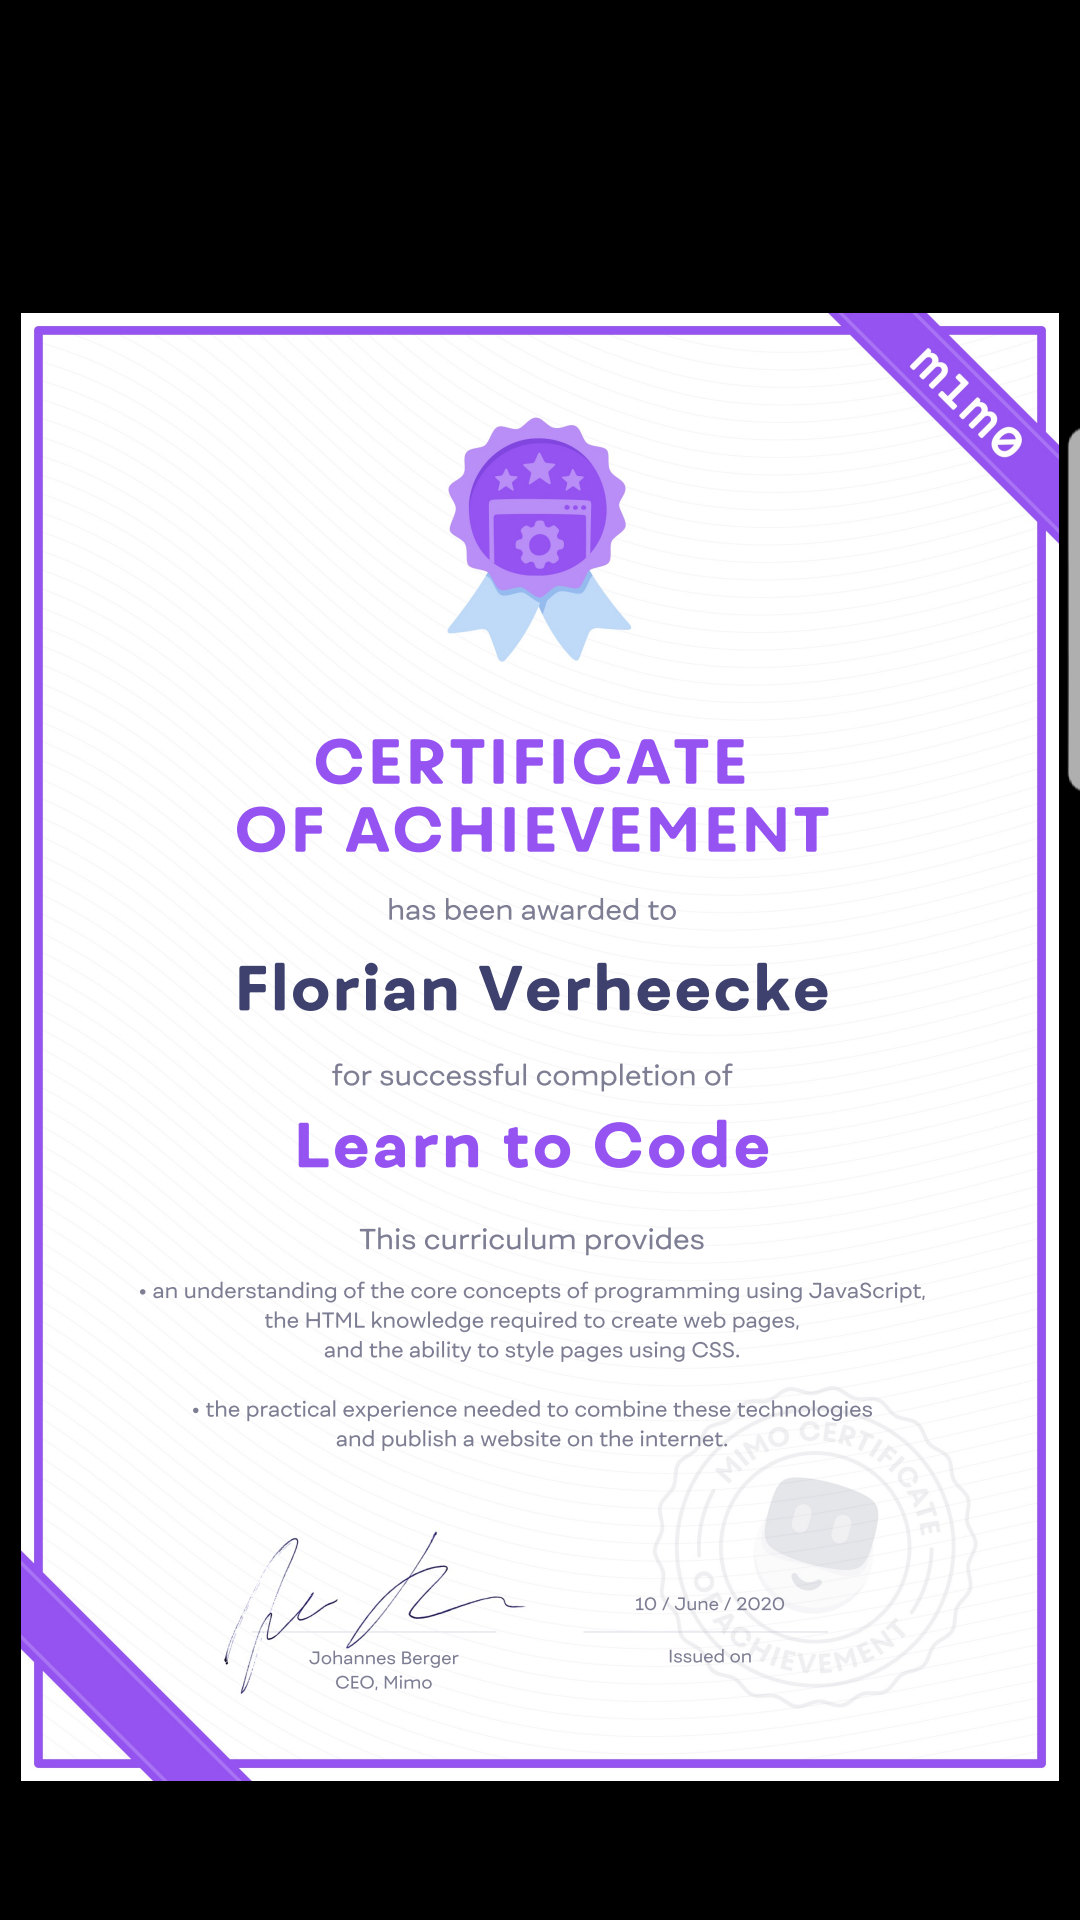 m1m0
CERTIFICATE
OF ACHIEVEMENT
has been awarded to
Florian Verheecke
for successful completion of
Learn to Code
This curriculum provides
• an understanding of the core concepts of programming using JavaScript,
the HTML knowledge required to create web pages,
and the ability to style pages using CSS.
• the practical experience needed to combine these technologies
and publish a website on the internet.
MIMO CERTIFICATE
OF ACHIEVEMENT
10 / June / 2020
Johannes Berger
Issued on
CEO, Mimo